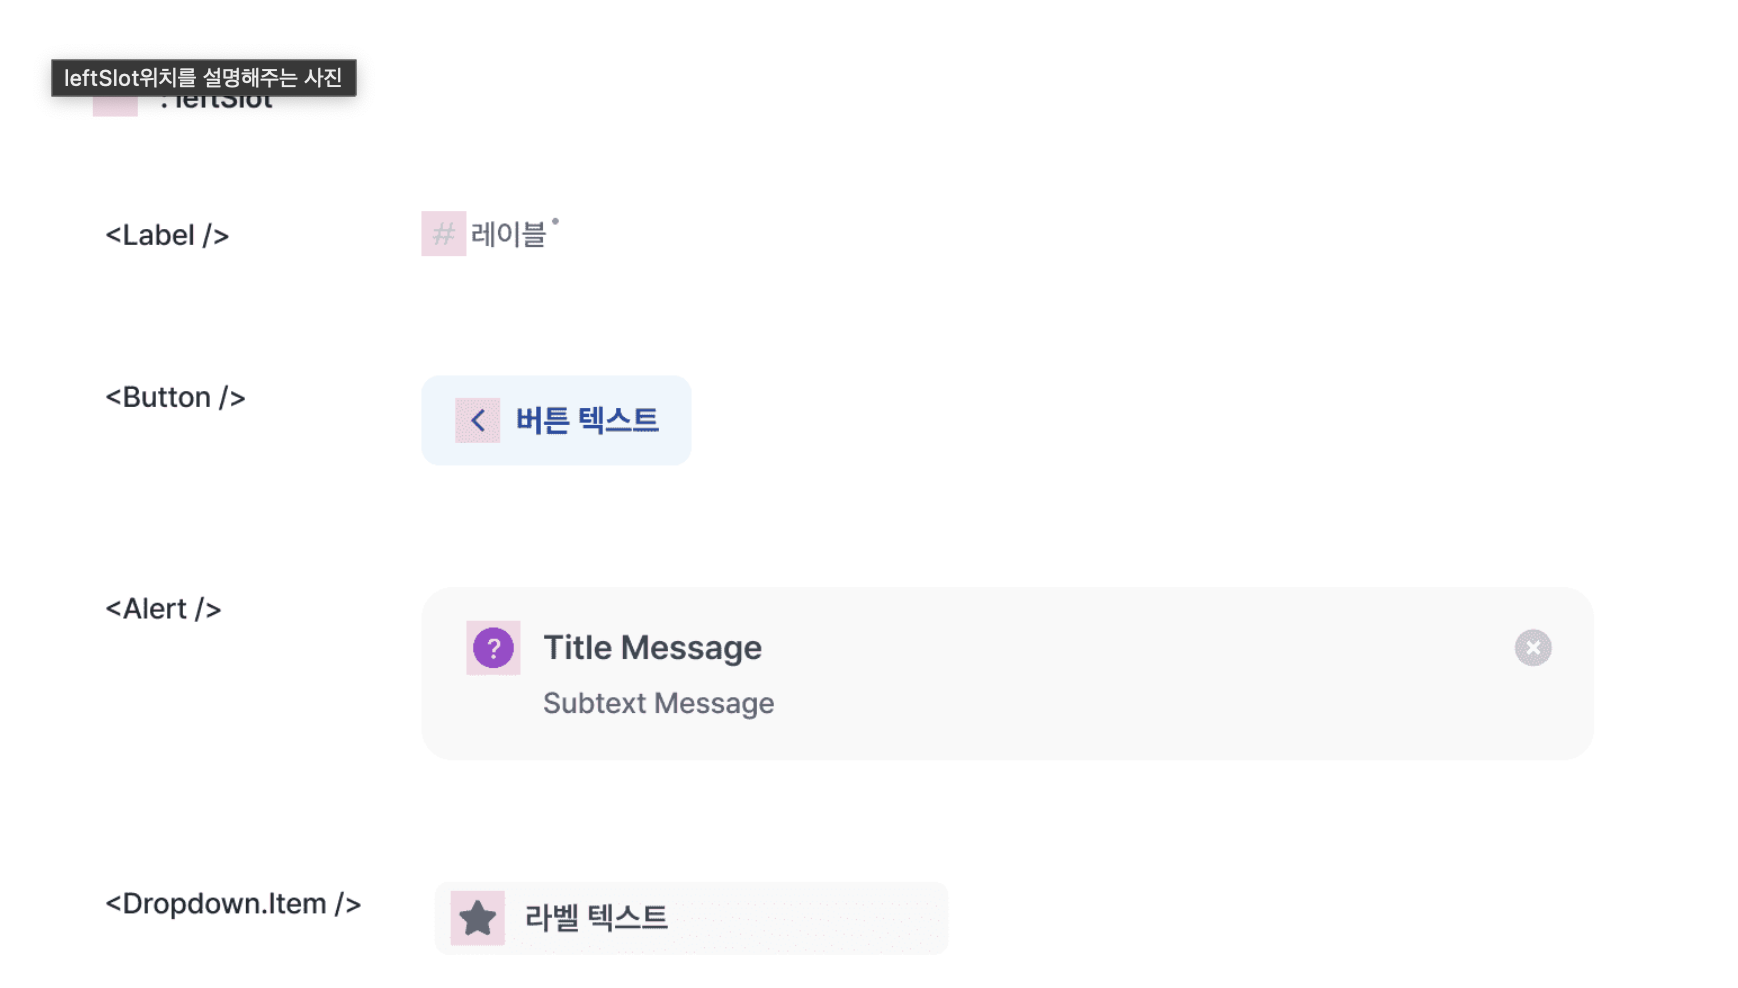 leftSlot위치를 설명해주는 사진
: leftSlot
<Label />
# 레이블
<Button />
버튼 텍스트
<Alert />
Title Message
Subtext Message
<Dropdown.Item />
라벨 텍스트